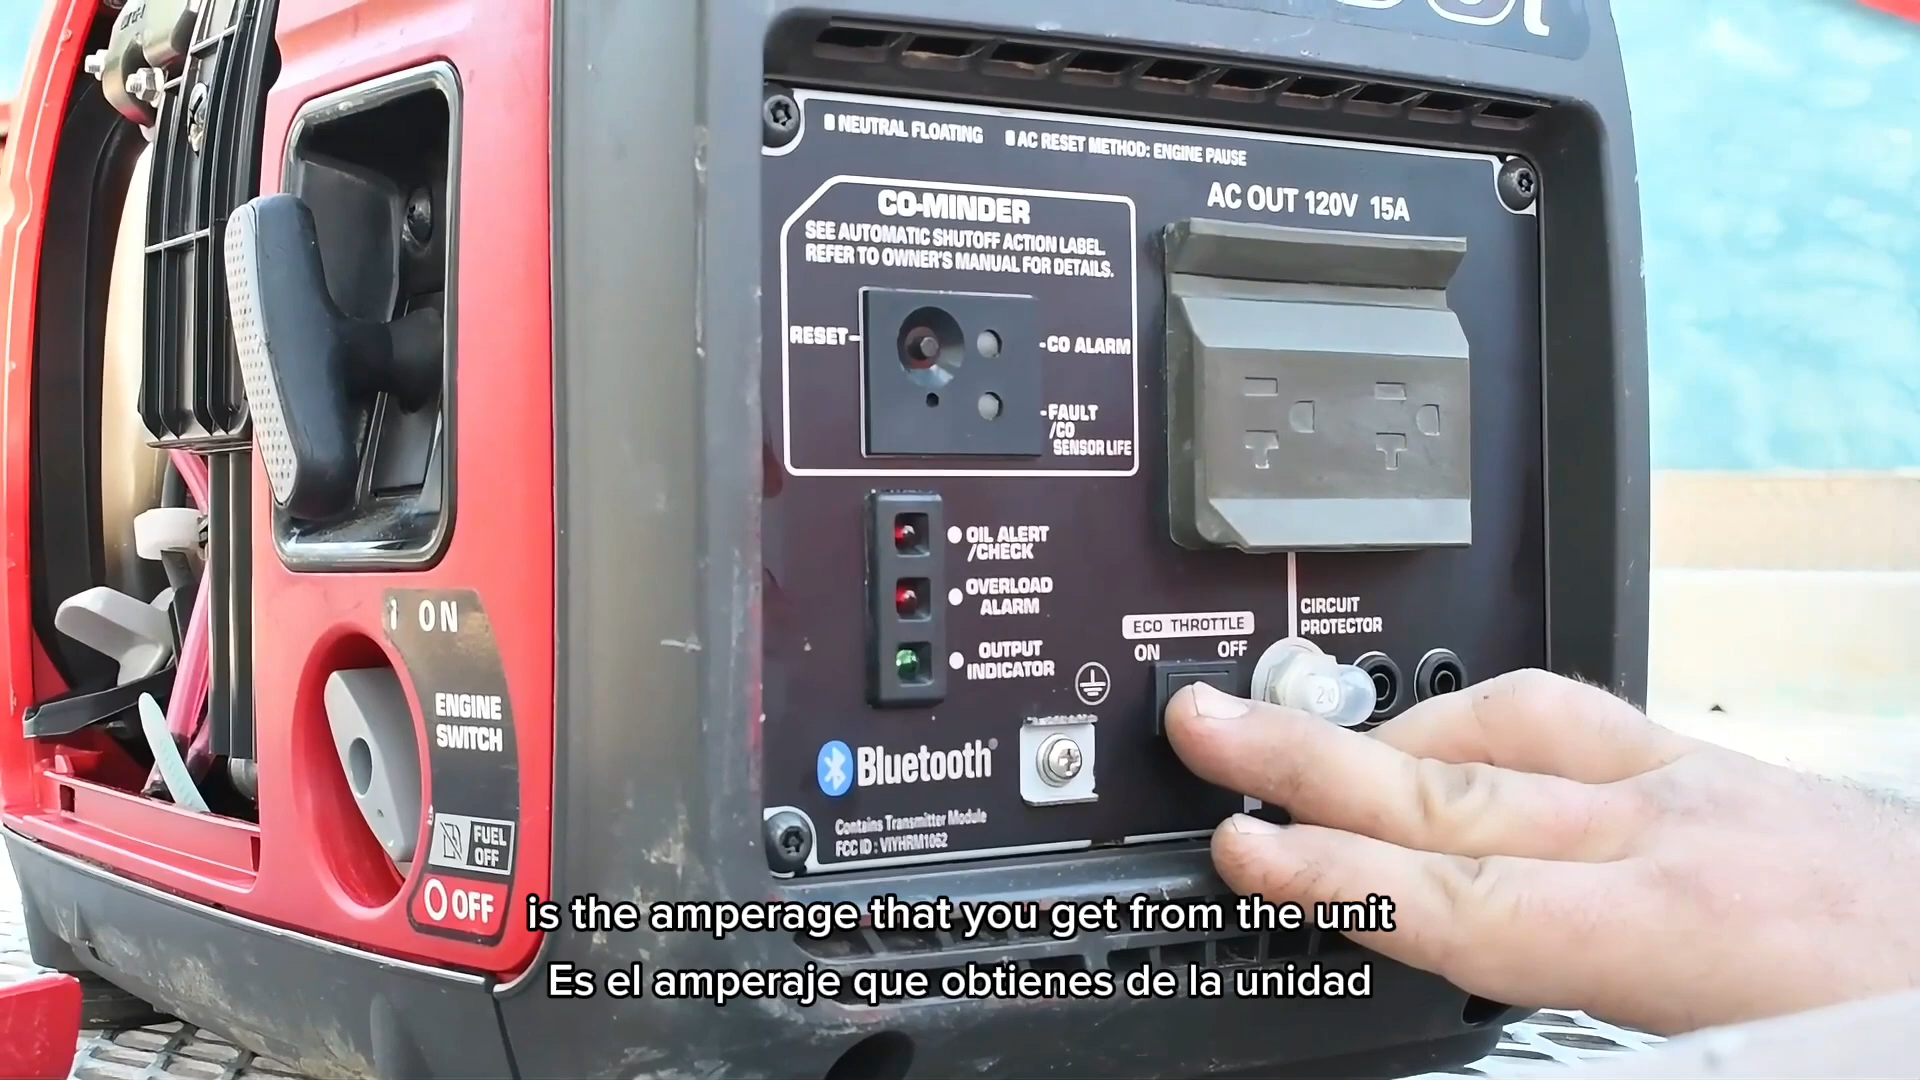 NEUTRAL FLOATING
AC RESET METHOD: ENGINE PAUSE
CO-MINDER
SEE AUTOMATIC SHUTOFF ACTION LABEL.
REFER TO OWNER'S MANUAL FOR DETAILS.
RESET
CO ALARM
FAULT
/CO
SENSOR LIFE
AC OUT 120V 15A
OIL ALERT
/CHECK
OVERLOAD
ALARM
OUTPUT
INDICATOR
ECO THROTTLE
ON OFF
CIRCUIT
PROTECTOR
20
Bluetooth®
Contains Transmitter Module
FCC ID : VIYHRM1062
I ON
ENGINE
SWITCH
FUEL
OFF
O OFF
is the amperage that you get from the unit
Es el amperaje que obtienes de la unidad